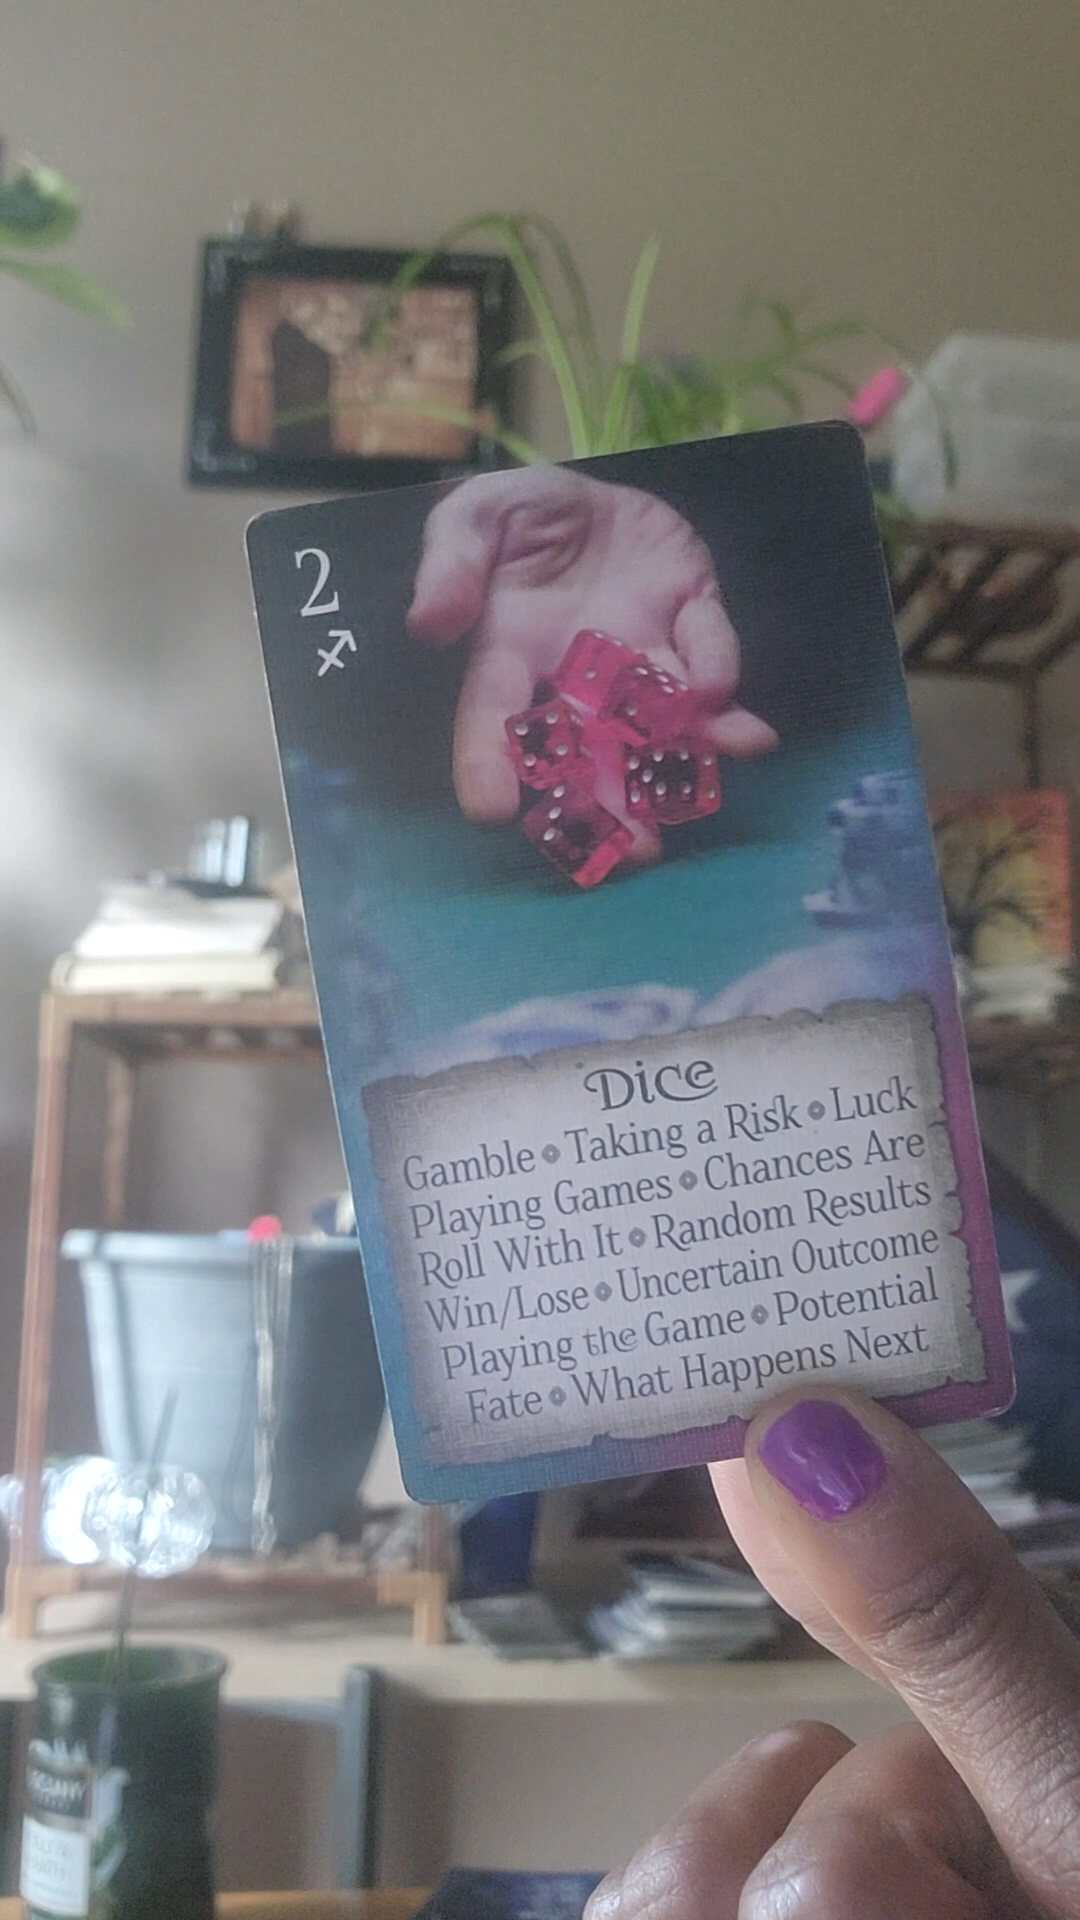 2
Dice
Gamble • Taking a Risk • Luck
Playing Games • Chances Are
Roll With It • Random Results
Win/Lose • Uncertain Outcome
Playing the Game • Potential
Fate • What Happens Next